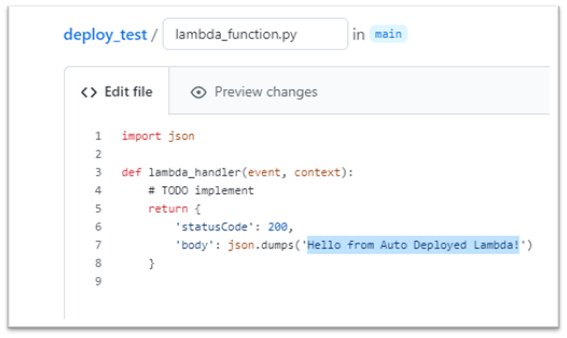 deploy_test / lambda_function.py in main
<> Edit file Preview changes
1 import json
2
3 def lambda_handler(event, context):
4     # TODO implement
5     return {
6         'statusCode': 200,
7         'body': json.dumps('Hello from Auto Deployed Lambda!')
8     }
9